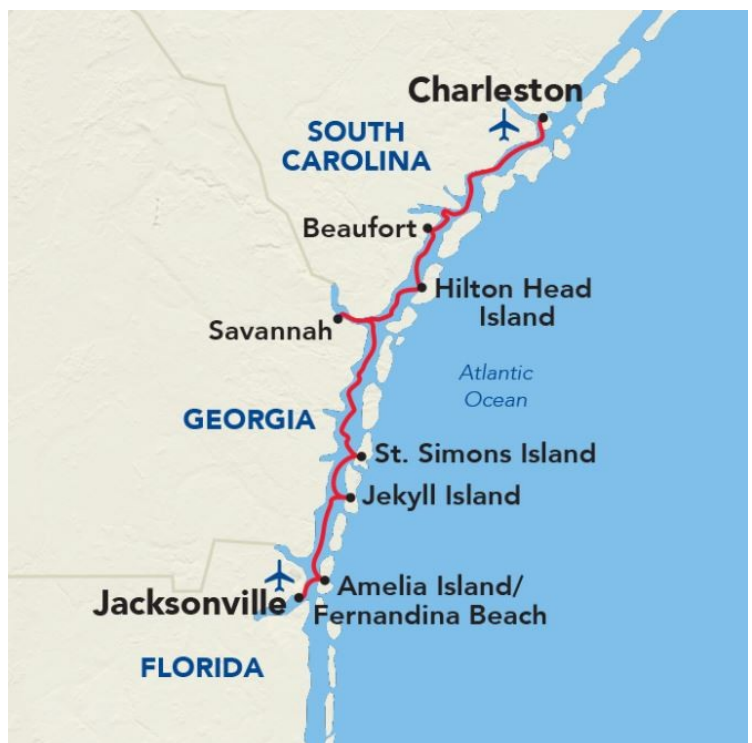 Charleston
SOUTH
CAROLINA
Beaufort
Hilton Head
Island
Savannah
Atlantic
Ocean
GEORGIA
St. Simons Island
Jekyll Island
Amelia Island/
Fernandina Beach
Jacksonville
FLORIDA